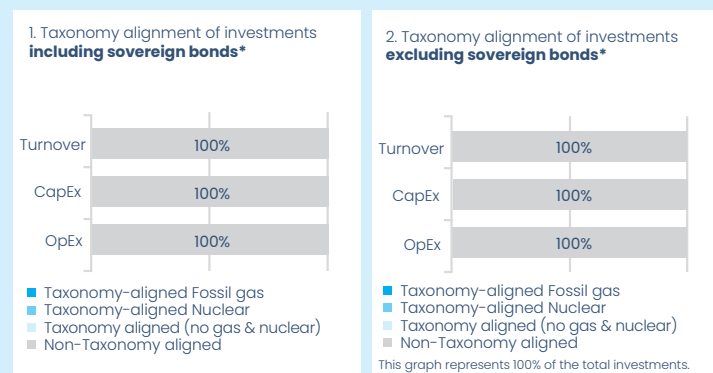 1. Taxonomy alignment of investments
including sovereign bonds*
Turnover
100%
CapEx
100%
OpEx
100%
Taxonomy-aligned Fossil gas
Taxonomy-aligned Nuclear
Taxonomy aligned (no gas & nuclear)
Non-Taxonomy aligned
2. Taxonomy alignment of investments
excluding sovereign bonds*
Turnover
100%
CapEx
100%
OpEx
100%
Taxonomy-aligned Fossil gas
Taxonomy-aligned Nuclear
Taxonomy aligned (no gas & nuclear)
Non-Taxonomy aligned
This graph represents 100% of the total investments.